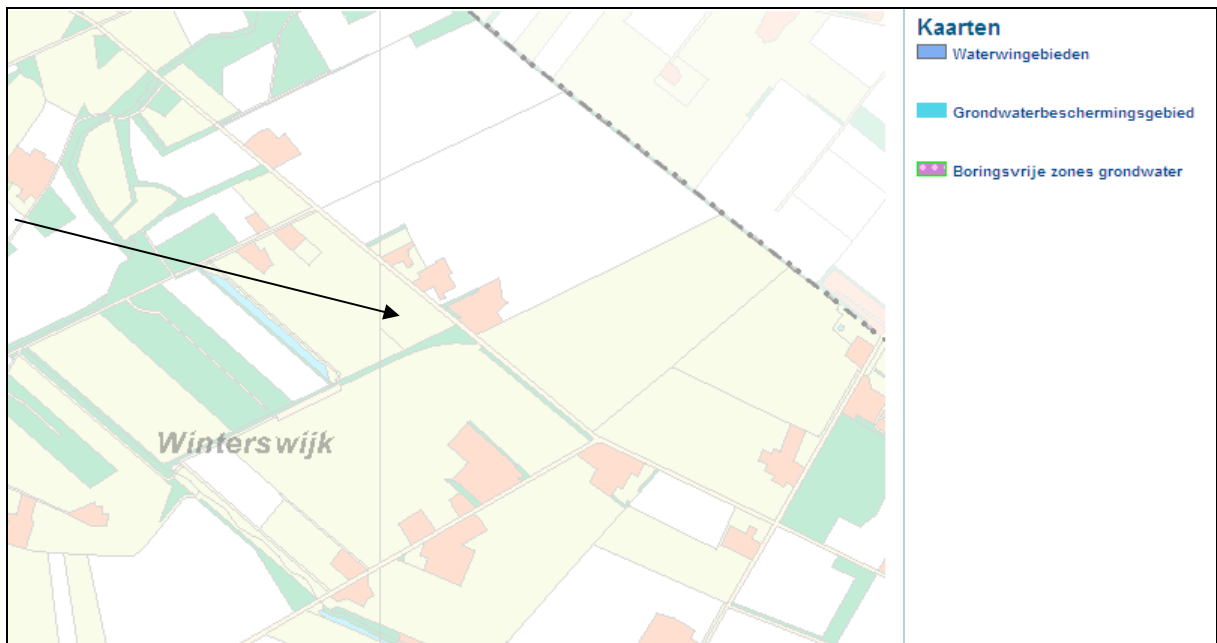 Winterswijk
Kaarten
Waterwingebieden
Grondwaterbeschermingsgebied
Boringsvrije zones grondwater